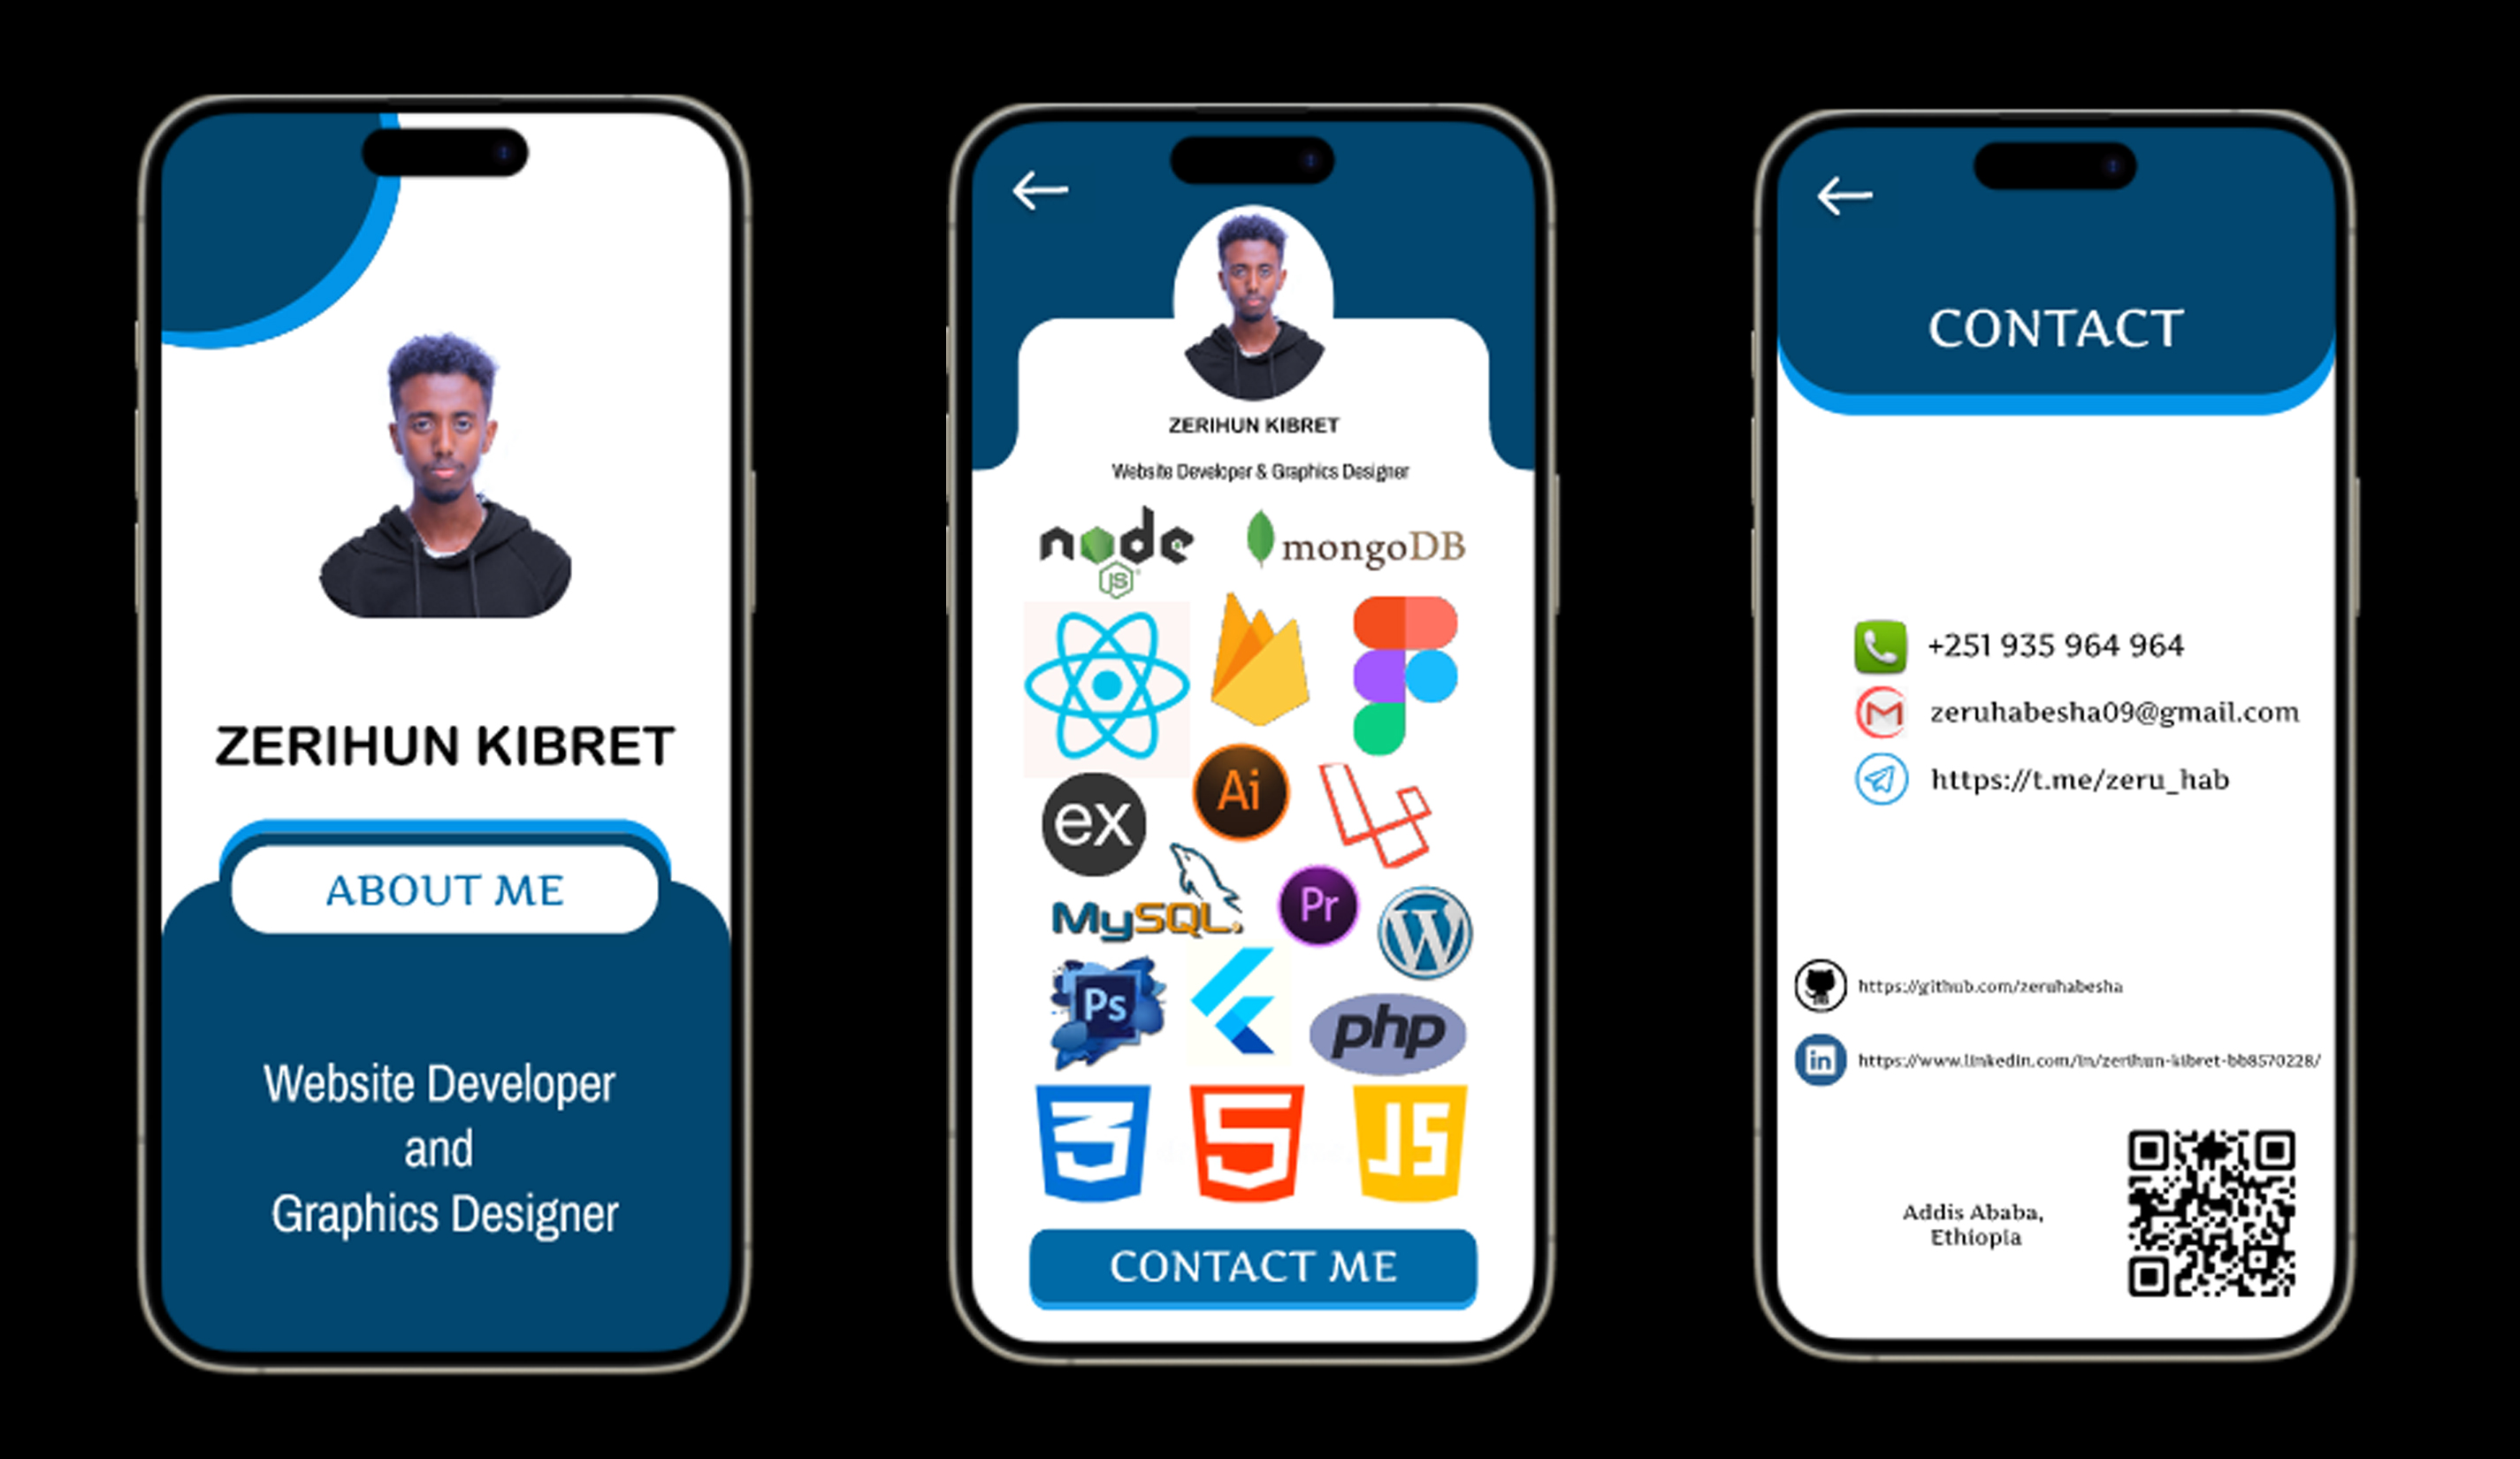 ZERIHUN KIBRET
ABOUT ME
Website Developer
and
Graphics Designer
ZERIHUN KIBRET
Website Developer & Graphics Designer
node
JS
mongoDB
ex
Ai
MySQL
Pr
W
Ps
php
3
5
JS
CONTACT ME
CONTACT
+251 935 964 964
zeruhabesha09@gmail.com
https://t.me/zeru_hab
https://github.com/zeruhabesha
in
https://www.linkedin.com/in/zerihun-kibret-bb8570228/
Addis Ababa,
Ethiopia